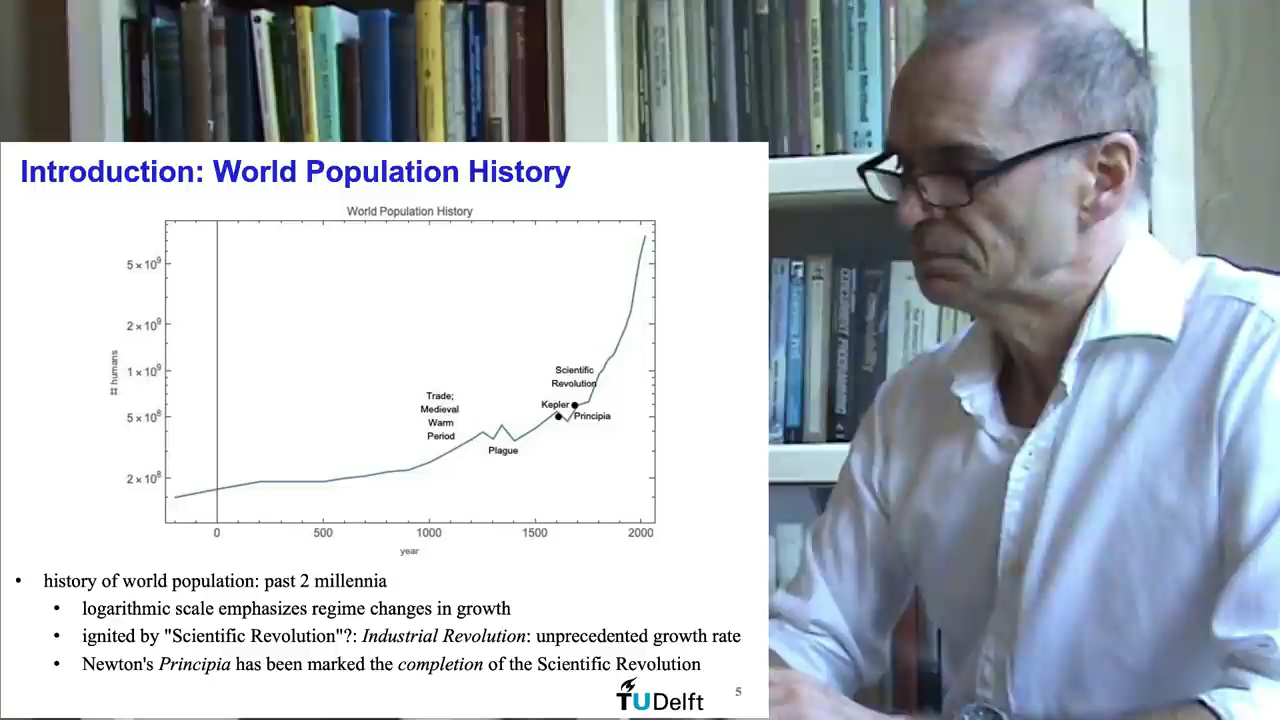 Introduction: World Population History
World Population History
5 × 10⁹
2 × 10⁹
1 × 10⁹
5 × 10⁸
2 × 10⁸
# humans
Trade;
Medieval
Warm
Period
Plague
Scientific
Revolution
Kepler
Principia
0 500 1000 1500 2000
year
• history of world population: past 2 millennia
• logarithmic scale emphasizes regime changes in growth
• ignited by "Scientific Revolution"?: Industrial Revolution: unprecedented growth rate
• Newton's Principia has been marked the completion of the Scientific Revolution
TUDelft
5